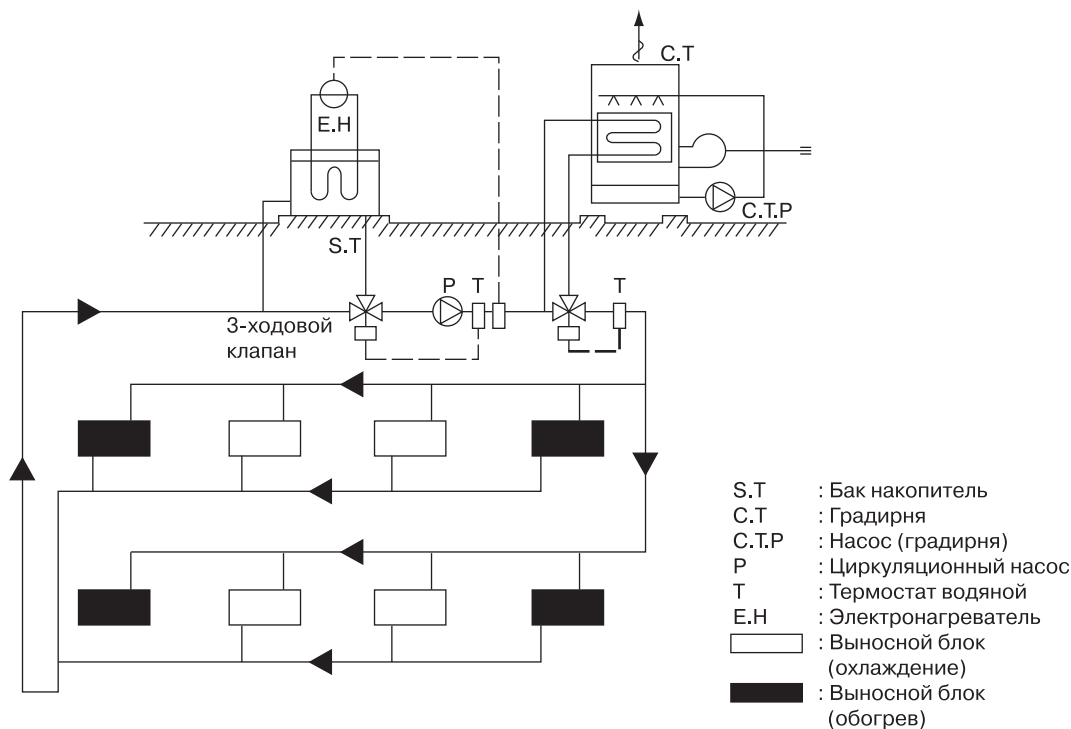 C.T
E.H
C.T.P
S.T
P
T
T
3-ходовой
клапан
S.T : Бак накопитель
C.T : Градирня
C.T.P : Насос (градирня)
P : Циркуляционный насос
T : Термостат водяной
E.H : Электронагреватель
: Выносной блок
(охлаждение)
: Выносной блок
(обогрев)